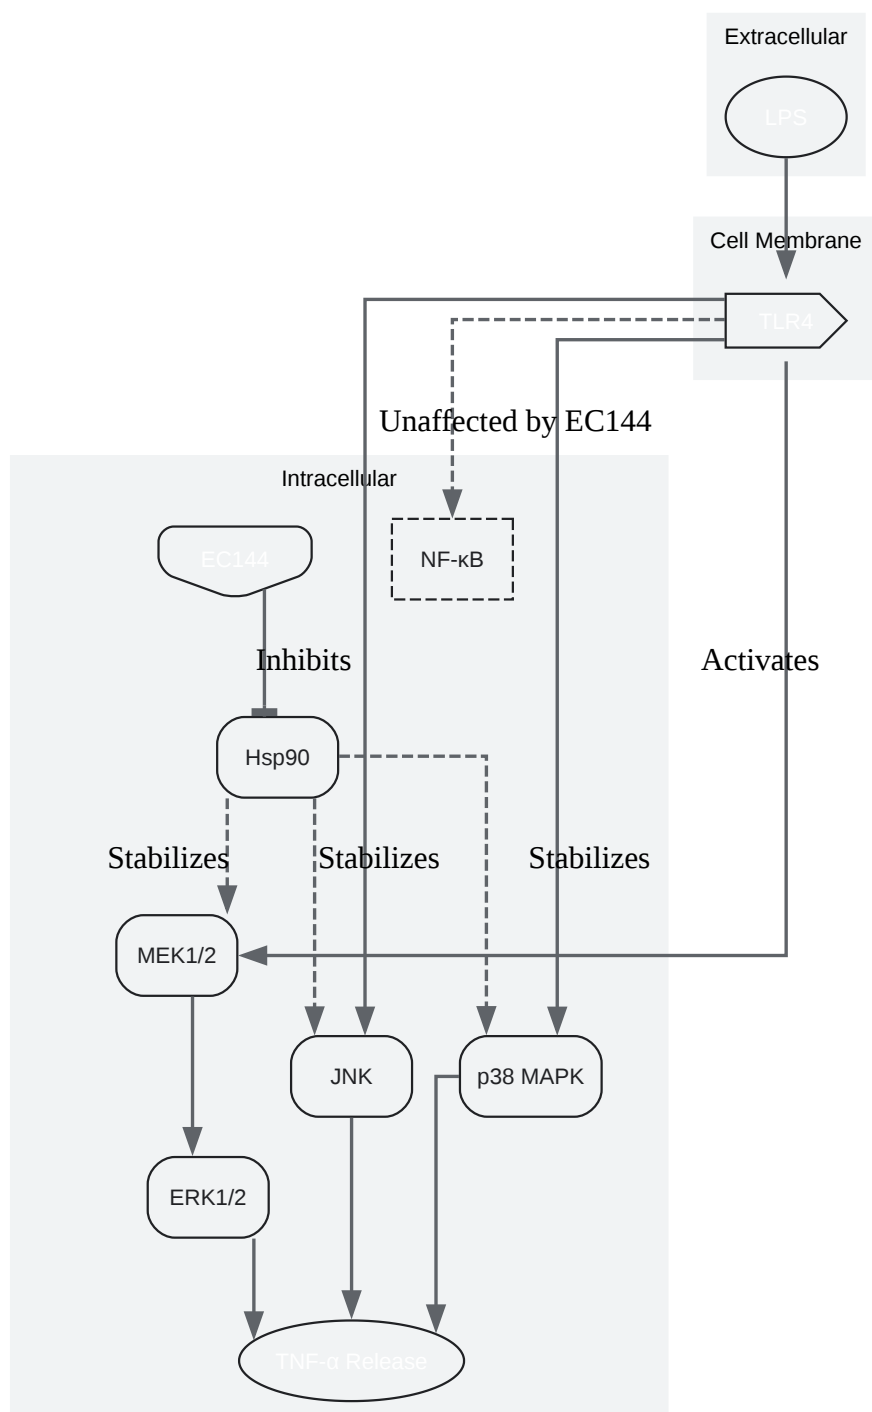 Extracellular
LPS
Cell Membrane
TLR4
Unaffected by EC144
Intracellular
EC144
NF-κB
Inhibits
Activates
Hsp90
Stabilizes
Stabilizes
Stabilizes
MEK1/2
JNK
p38 MAPK
ERK1/2
TNF-α Release